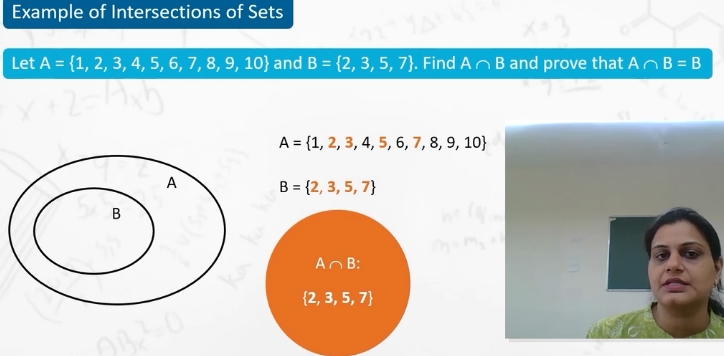 Example of Intersections of Sets
Let A = {1, 2, 3, 4, 5, 6, 7, 8, 9, 10} and B = {2, 3, 5, 7}. Find A ∩ B and prove that A ∩ B = B
A = {1, 2, 3, 4, 5, 6, 7, 8, 9, 10}
A
B = {2, 3, 5, 7}
B
A ∩ B:
{2, 3, 5, 7}